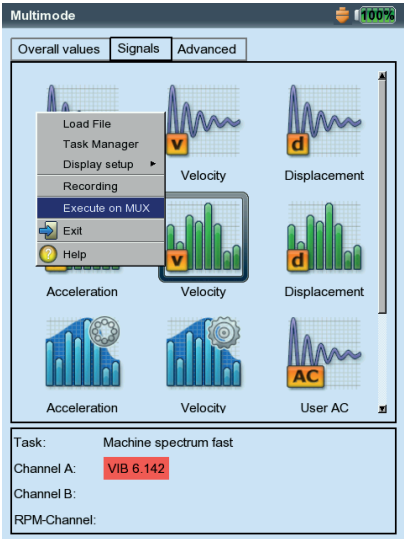 Multimode
100%
Overall values
Signals
Advanced
Load File
Task Manager
Display setup
Recording
Execute on MUX
Exit
Help
v
d
Velocity
Displacement
v
d
Acceleration
Velocity
Displacement
AC
Acceleration
Velocity
User AC
Task: Machine spectrum fast
Channel A: VIB 6.142
Channel B:
RPM-Channel: